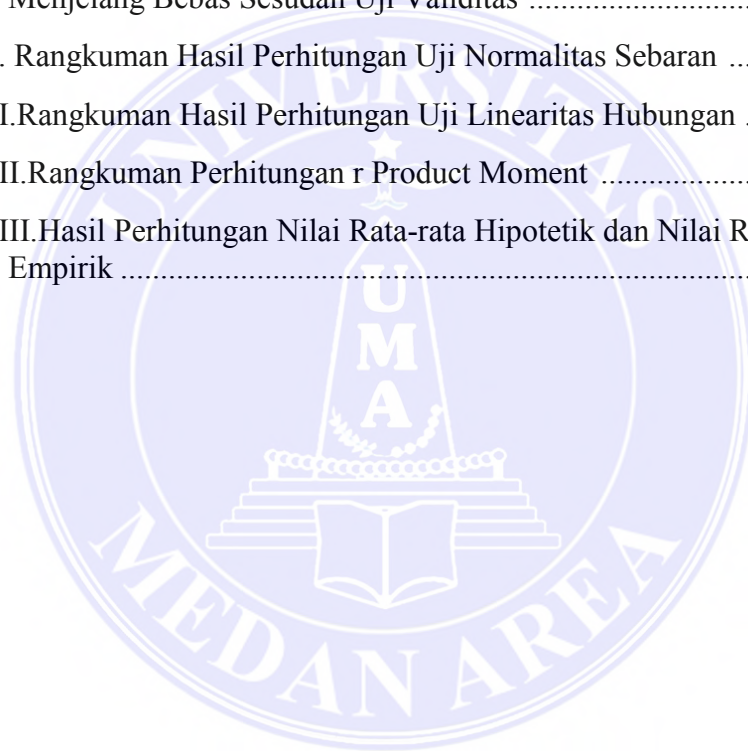 Menjelang Bebas Sesudah Uji Validitas ............................
. Rangkuman Hasil Perhitungan Uji Normalitas Sebaran ...
I.Rangkuman Hasil Perhitungan Uji Linearitas Hubungan .
II.Rangkuman Perhitungan r Product Moment ...................
III.Hasil Perhitungan Nilai Rata-rata Hipotetik dan Nilai R
Empirik ...............................................................................
UNIVERSITAS
UMA
MEDAN AREA